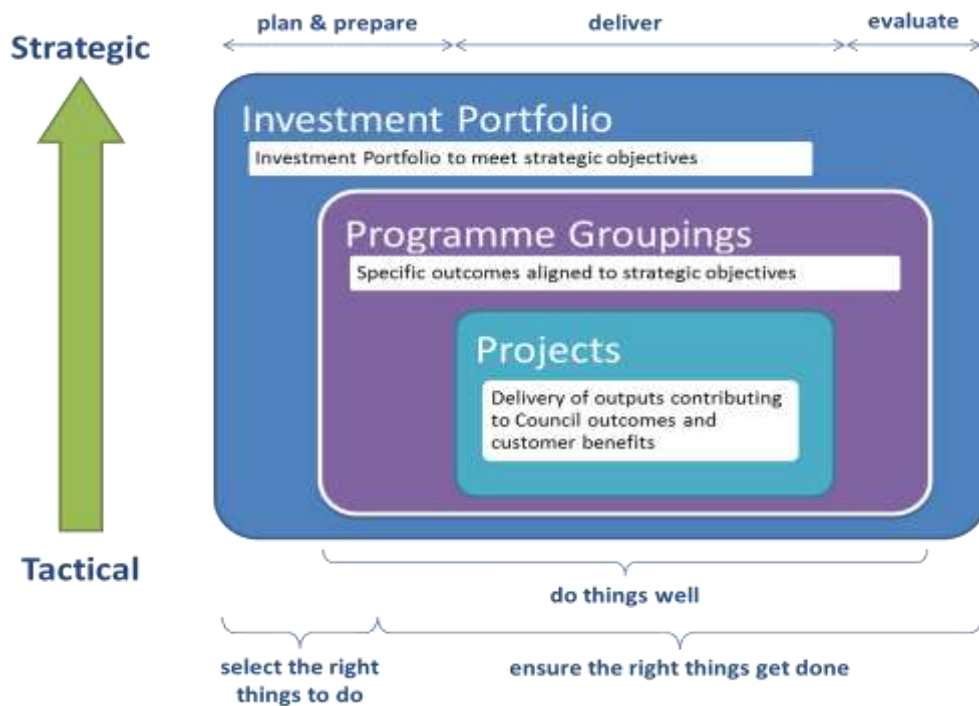 plan & prepare
deliver
evaluate
Strategic
Investment Portfolio
Investment Portfolio to meet strategic objectives
Programme Groupings
Specific outcomes aligned to strategic objectives
Projects
Delivery of outputs contributing
to Council outcomes and
customer benefits
Tactical
do things well
select the right
things to do
ensure the right things get done